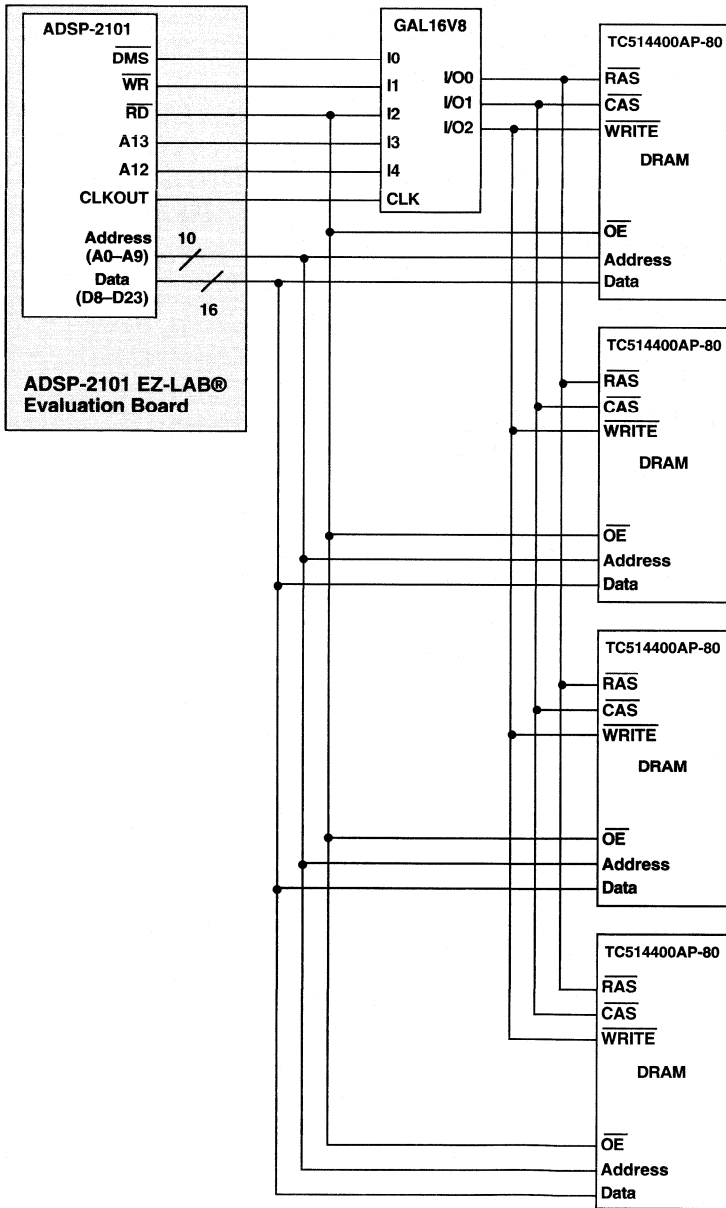 ADSP-2101
DMS
WR
RD
A13
A12
CLKOUT
Address
(A0–A9)
Data
(D8–D23)
10
16
ADSP-2101 EZ-LAB®
Evaluation Board
GAL16V8
I0
I1
I2
I3
I4
CLK
I/O0
I/O1
I/O2
TC514400AP-80
RAS
CAS
WRITE
DRAM
OE
Address
Data
TC514400AP-80
RAS
CAS
WRITE
DRAM
OE
Address
Data
TC514400AP-80
RAS
CAS
WRITE
DRAM
OE
Address
Data
TC514400AP-80
RAS
CAS
WRITE
DRAM
OE
Address
Data